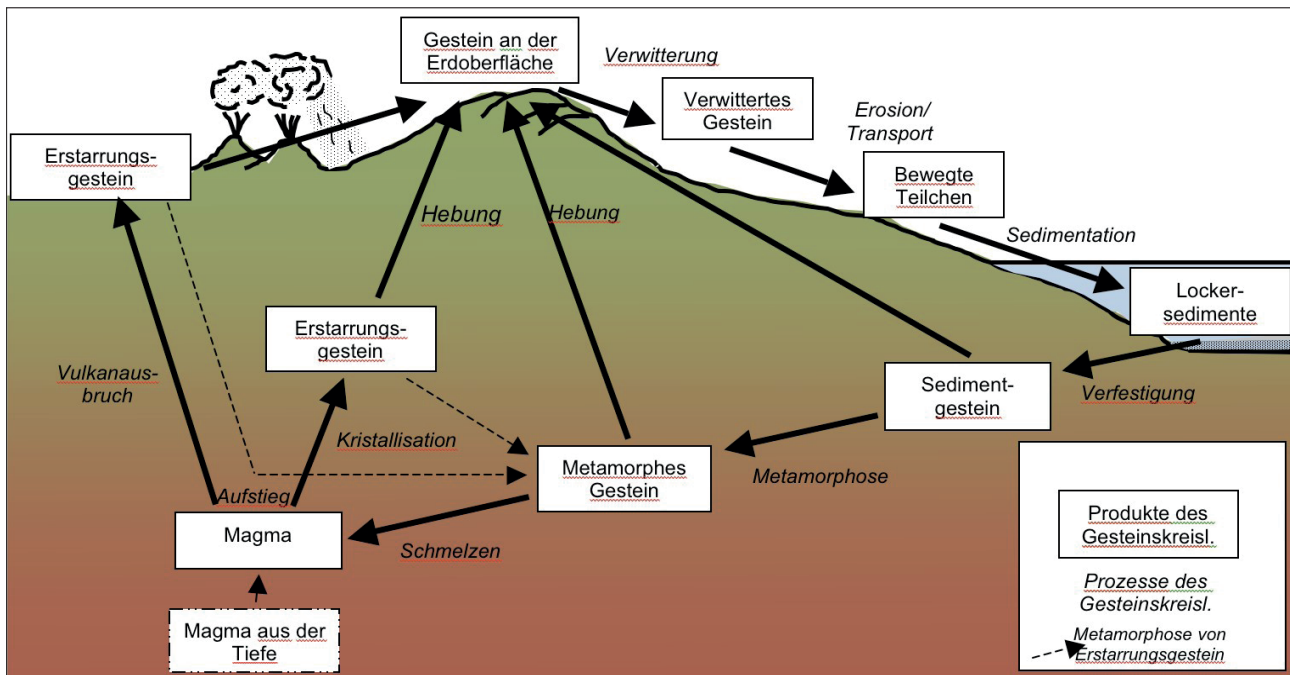 Gestein an der
Erdoberfläche
Verwitterung
Verwittertes
Gestein
Erosion/
Transport
Bewegte
Teilchen
Sedimentation
Locker-
sedimente
Erstarrungs-
gestein
Hebung
Hebung
Erstarrungs-
gestein
Vulkanaus-
bruch
Kristallisation
Sediment-
gestein
Verfestigung
Metamorphes
Gestein
Metamorphose
Aufstieg
Magma
Schmelzen
Magma aus der
Tiefe
Produkte des
Gesteinskreisl.
Prozesse des
Gesteinskreisl.
Metamorphose von
Erstarrungsgestein